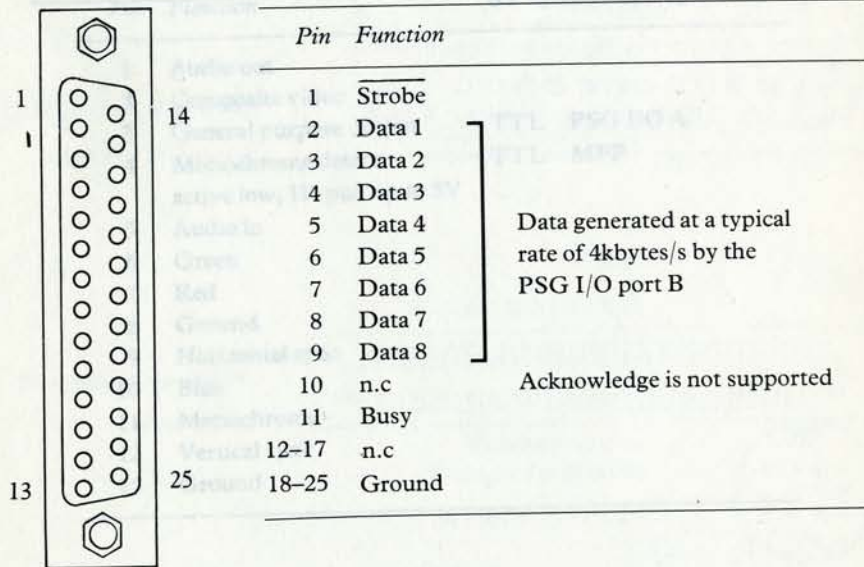 Pin Function
1 14
Strobe
2 Data 1
3 Data 2
4 Data 3
5 Data 4
6 Data 5
7 Data 6
8 Data 7
9 Data 8
Data generated at a typical
rate of 4kbytes/s by the
PSG I/O port B
10 n.c
Acknowledge is not supported
11 Busy
12–17 n.c
13 25
18–25 Ground